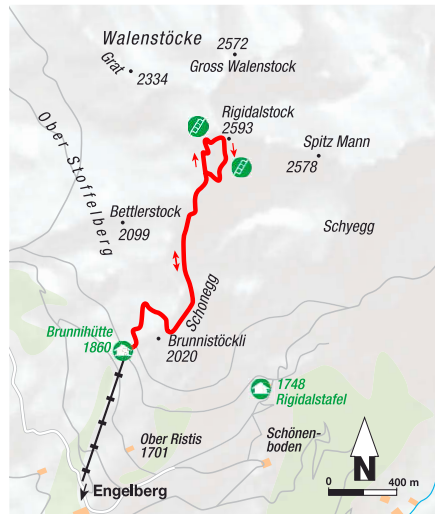 Walenstöcke
2572
Gross Walenstock
Grat
2334
Rigidalstock
2593
Spitz Mann
2578
Ober Stoffelberg
Bettlerstock
2099
Schyegg
Schonegg
Brunnihütte
1860
Brunnistöckli
2020
1748
Rigidalstafel
Ober Ristis
1701
Schönen-
boden
N
Engelberg
0 400 m